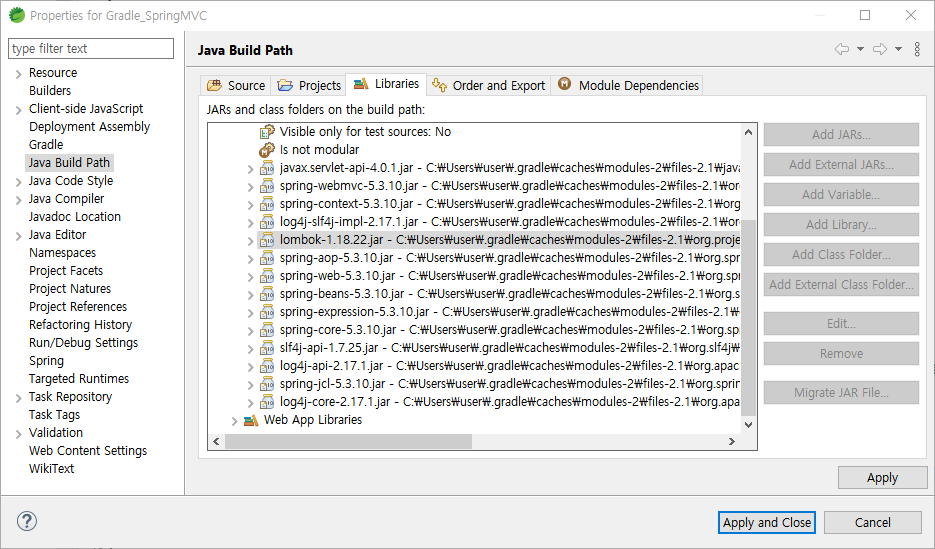 Properties for Gradle_SpringMVC
type filter text
Resource
Builders
Client-side JavaScript
Deployment Assembly
Gradle
Java Build Path
Java Code Style
Java Compiler
Javadoc Location
Java Editor
Namespaces
Project Facets
Project Natures
Project References
Refactoring History
Run/Debug Settings
Spring
Targeted Runtimes
Task Repository
Task Tags
Validation
Web Content Settings
WikiText
Java Build Path
Source
Projects
Libraries
Order and Export
Module Dependencies
JARs and class folders on the build path:
Visible only for test sources: No
Is not modular
javax.servlet-api-4.0.1.jar - C:₩Users₩user₩.gradle₩caches₩modules-2₩files-2.1₩jav
spring-webmvc-5.3.10.jar - C:₩Users₩user₩.gradle₩caches₩modules-2₩files-2.1₩or
spring-context-5.3.10.jar - C:₩Users₩user₩.gradle₩caches₩modules-2₩files-2.1₩org
log4j-slf4j-impl-2.17.1.jar - C:₩Users₩user₩.gradle₩caches₩modules-2₩files-2.1₩or
lombok-1.18.22.jar - C:₩Users₩user₩.gradle₩caches₩modules-2₩files-2.1₩org.proje
spring-aop-5.3.10.jar - C:₩Users₩user₩.gradle₩caches₩modules-2₩files-2.1₩org.spr
spring-web-5.3.10.jar - C:₩Users₩user₩.gradle₩caches₩modules-2₩files-2.1₩org.spr
spring-beans-5.3.10.jar - C:₩Users₩user₩.gradle₩caches₩modules-2₩files-2.1₩org.s
spring-expression-5.3.10.jar - C:₩Users₩user₩.gradle₩caches₩modules-2₩files-2.1₩
spring-core-5.3.10.jar - C:₩Users₩user₩.gradle₩caches₩modules-2₩files-2.1₩org.sp
slf4j-api-1.7.25.jar - C:₩Users₩user₩.gradle₩caches₩modules-2₩files-2.1₩org.slf4j₩
log4j-api-2.17.1.jar - C:₩Users₩user₩.gradle₩caches₩modules-2₩files-2.1₩org.apac
spring-jcl-5.3.10.jar - C:₩Users₩user₩.gradle₩caches₩modules-2₩files-2.1₩org.sprin
log4j-core-2.17.1.jar - C:₩Users₩user₩.gradle₩caches₩modules-2₩files-2.1₩org.apa
Web App Libraries
Add JARs...
Add External JARs...
Add Variable...
Add Library...
Add Class Folder...
Add External Class Folder...
Edit...
Remove
Migrate JAR File...
Apply
Apply and Close
Cancel